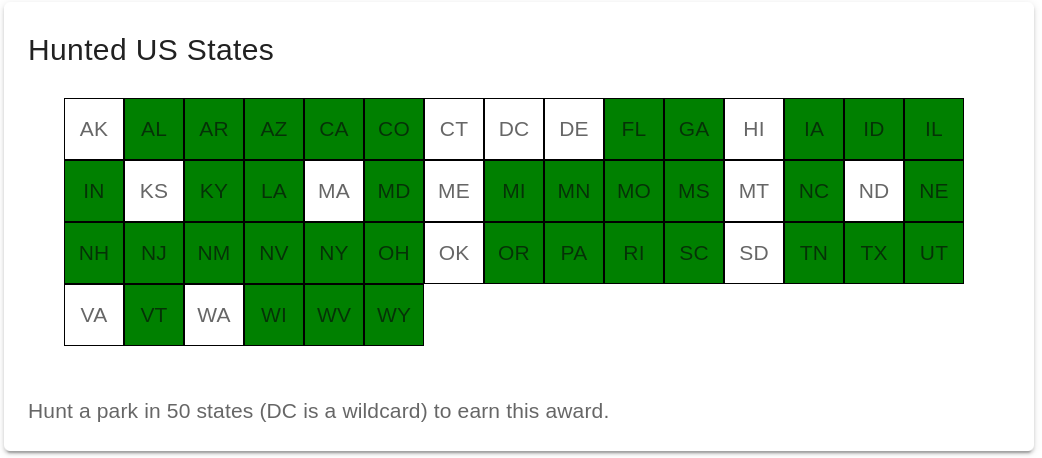 Hunted US States
AK AL AR AZ CA CO CT DC DE FL GA HI IA ID IL
IN KS KY LA MA MD ME MI MN MO MS MT NC ND NE
NH NJ NM NV NY OH OK OR PA RI SC SD TN TX UT
VA VT WA WI WV WY
Hunt a park in 50 states (DC is a wildcard) to earn this award.